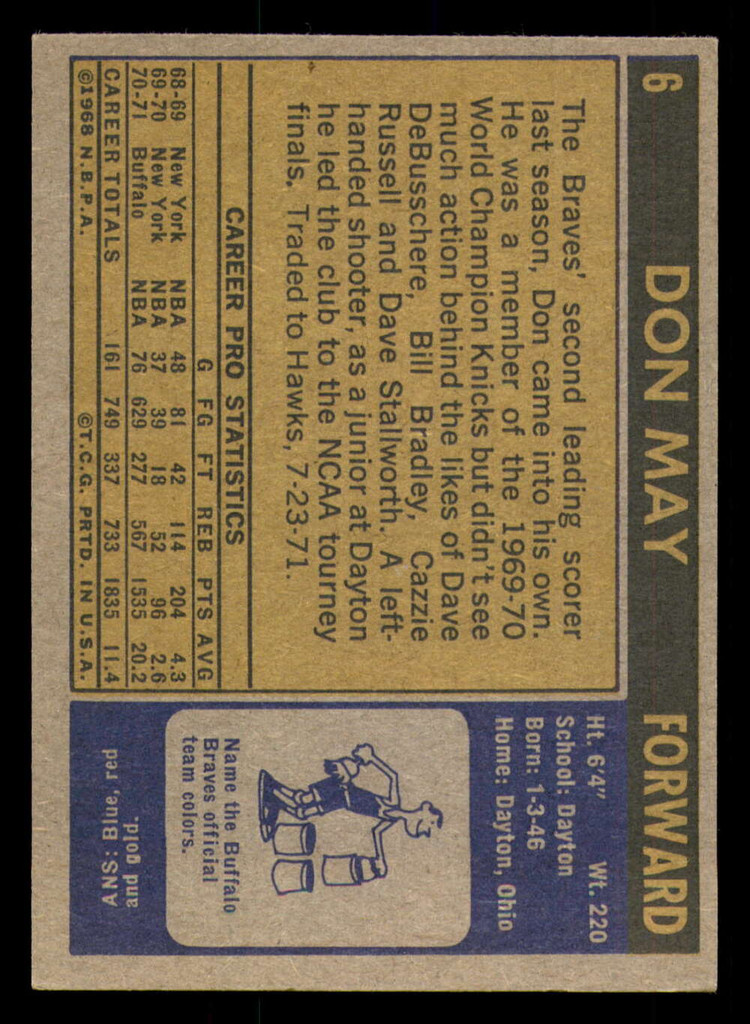 6 DON MAY FORWARD
The Braves' second leading scorer
last season, Don came into his own.
He was a member of the 1969-70
World Champion Knicks but didn't see
much action behind the likes of Dave
DeBusschere, Bill Bradley, Cazzie
Russell and Dave Stallworth. A left-
handed shooter, as a junior at Dayton
he led the club to the NCAA tourney
finals. Traded to Hawks, 7-23-71.
CAREER PRO STATISTICS
G FG FT REB PTS AVG
68-69 New York NBA 48 81 42 114 204 4.3
69-70 New York NBA 37 39 18 52 96 2.6
70-71 Buffalo NBA 76 629 277 567 1535 20.2
CAREER TOTALS 161 749 337 733 1835 11.4
©1968 N.B.P.A. ©T.C.G. PRTD. IN U.S.A.
Ht. 6'4" Wt. 220
School: Dayton
Born: 1-3-46
Home: Dayton, Ohio
Name the Buffalo
Braves official
team colors.
ANS: Blue, red
and gold.